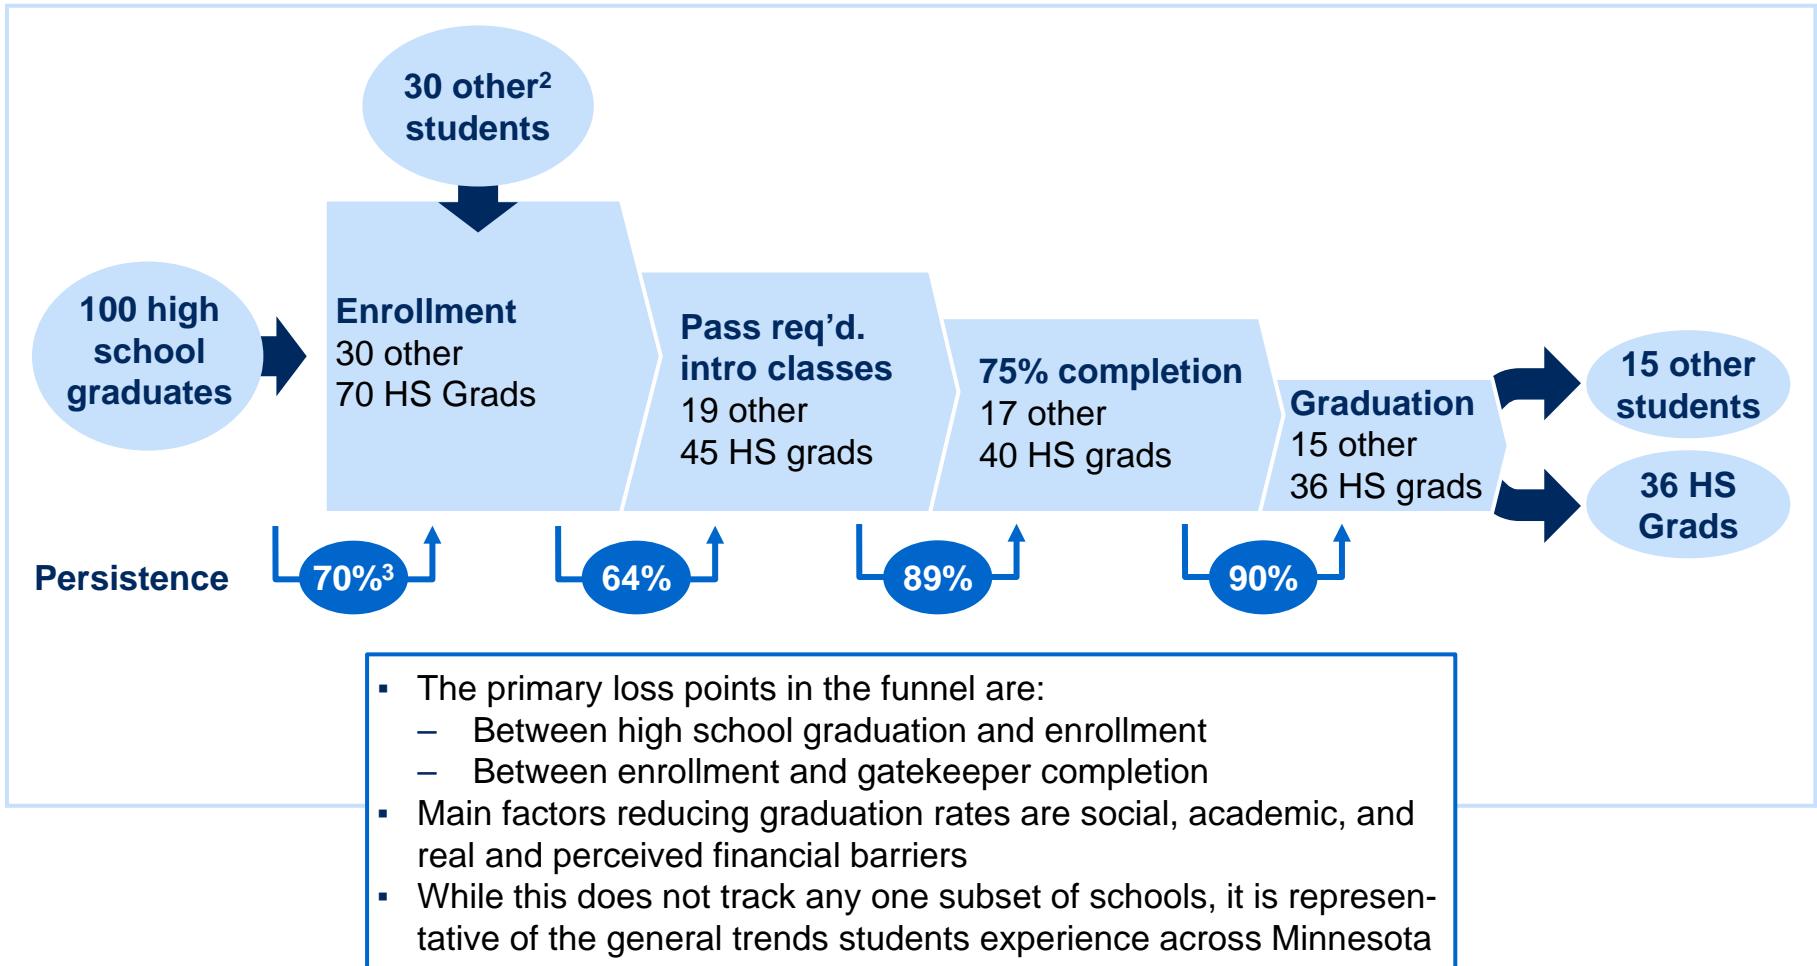 30 other²
students
100 high
school
graduates
Enrollment
30 other
70 HS Grads
Pass req’d.
intro classes
19 other
45 HS grads
75% completion
17 other
40 HS grads
Graduation
15 other
36 HS grads
15 other
students
36 HS
Grads
Persistence
70%³
64%
89%
90%
▪ The primary loss points in the funnel are:
– Between high school graduation and enrollment
– Between enrollment and gatekeeper completion
▪ Main factors reducing graduation rates are social, academic, and
real and perceived financial barriers
▪ While this does not track any one subset of schools, it is represen-
tative of the general trends students experience across Minnesota